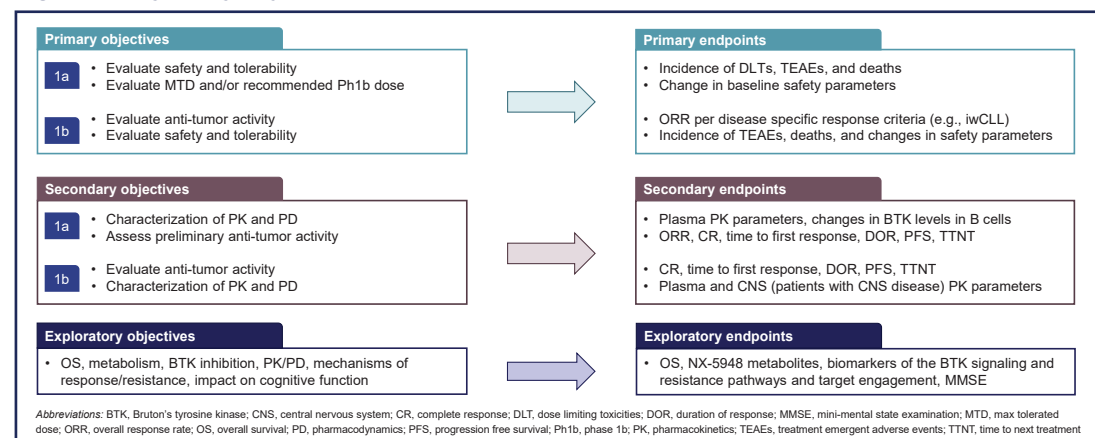 Primary objectives
1a
• Evaluate safety and tolerability
• Evaluate MTD and/or recommended Ph1b dose
1b
• Evaluate anti-tumor activity
• Evaluate safety and tolerability
Primary endpoints
• Incidence of DLTs, TEAEs, and deaths
• Change in baseline safety parameters
• ORR per disease specific response criteria (e.g., iwCLL)
• Incidence of TEAEs, deaths, and changes in safety parameters
Secondary objectives
1a
• Characterization of PK and PD
• Assess preliminary anti-tumor activity
1b
• Evaluate anti-tumor activity
• Characterization of PK and PD
Secondary endpoints
• Plasma PK parameters, changes in BTK levels in B cells
• ORR, CR, time to first response, DOR, PFS, TTNT
• CR, time to first response, DOR, PFS, TTNT
• Plasma and CNS (patients with CNS disease) PK parameters
Exploratory objectives
• OS, metabolism, BTK inhibition, PK/PD, mechanisms of
response/resistance, impact on cognitive function
Exploratory endpoints
• OS, NX-5948 metabolites, biomarkers of the BTK signaling and
resistance pathways and target engagement, MMSE
Abbreviations: BTK, Bruton's tyrosine kinase; CNS, central nervous system; CR, complete response; DLT, dose limiting toxicities; DOR, duration of response; MMSE, mini-mental state examination; MTD, max tolerated
dose; ORR, overall response rate; OS, overall survival; PD, pharmacodynamics; PFS, progression free survival; Ph1b, phase 1b; PK, pharmacokinetics; TEAEs, treatment emergent adverse events; TTNT, time to next treatment